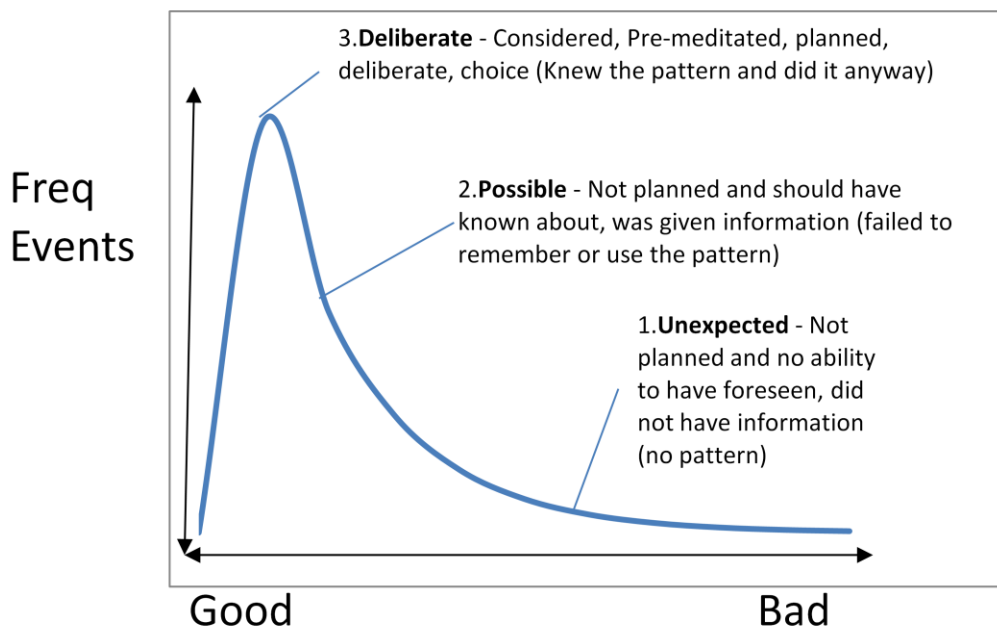 3.Deliberate - Considered, Pre-meditated, planned,
deliberate, choice (Knew the pattern and did it anyway)
Freq
Events
2.Possible - Not planned and should have
known about, was given information (failed to
remember or use the pattern)
1.Unexpected - Not
planned and no ability
to have foreseen, did
not have information
(no pattern)
Good
Bad